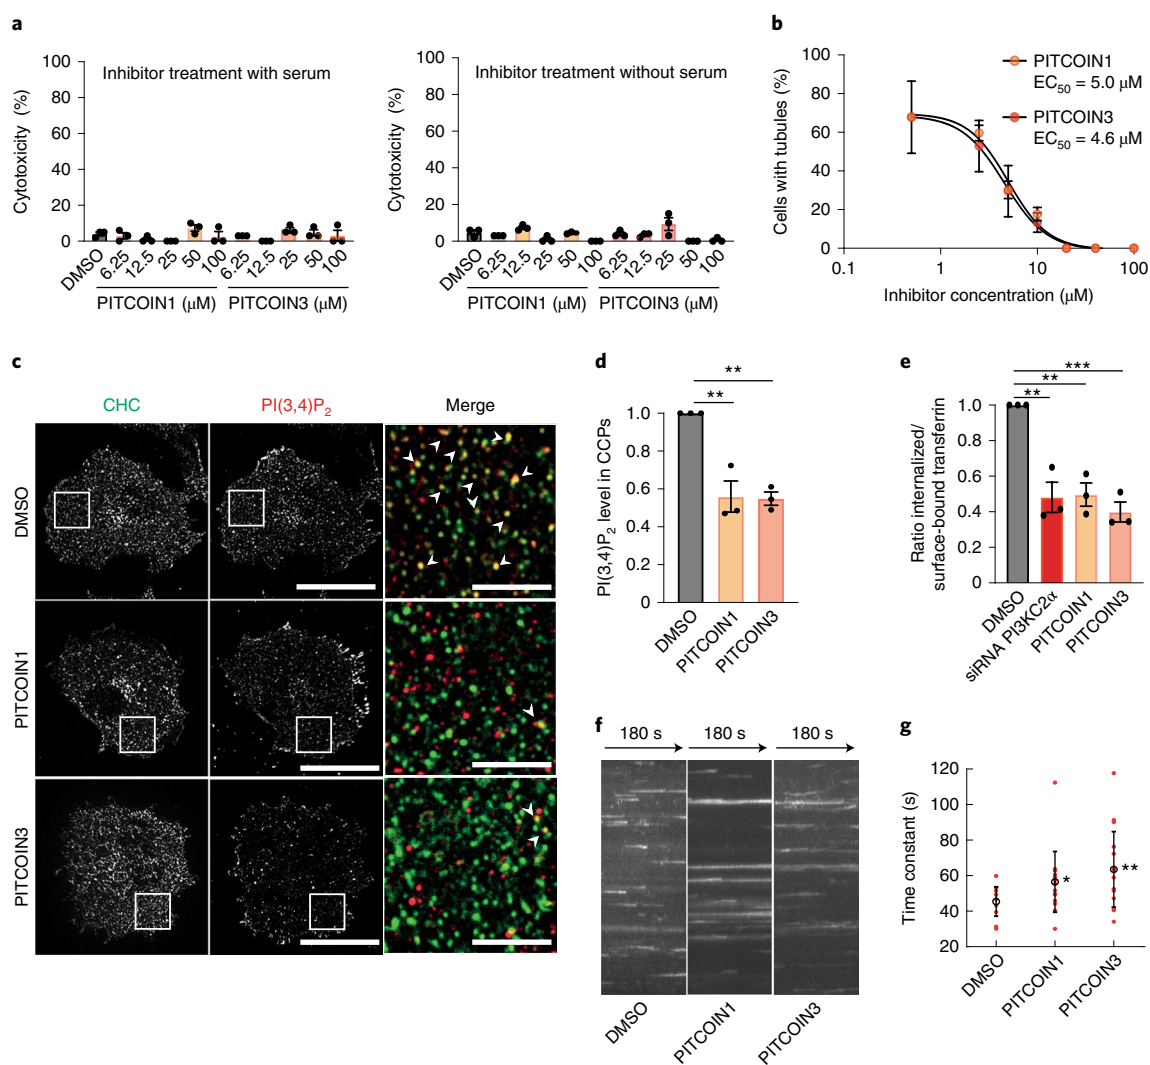 a
Inhibitor treatment with serum
Cytotoxicity (%)
100
80
60
40
20
0
DMSO
6.25
12.5
25
50
100
6.25
12.5
25
50
100
PITCOIN1 (μM)
PITCOIN3 (μM)
Inhibitor treatment without serum
Cytotoxicity (%)
100
80
60
40
20
0
DMSO
6.25
12.5
25
50
100
6.25
12.5
25
50
100
PITCOIN1 (μM)
PITCOIN3 (μM)
b
Cells with tubules (%)
100
80
60
40
20
0
0.1
1
10
100
Inhibitor concentration (μM)
PITCOIN1
EC50 = 5.0 μM
PITCOIN3
EC50 = 4.6 μM
c
CHC
PI(3,4)P2
Merge
DMSO
PITCOIN1
PITCOIN3
d
PI(3,4)P2 level in CCPs
1.0
0.8
0.6
0.4
0.2
0
**
**
DMSO
PITCOIN1
PITCOIN3
e
Ratio internalized/
surface-bound transferrin
1.0
0.8
0.6
0.4
0.2
0
***
**
**
DMSO
siRNA PI3KC2α
PITCOIN1
PITCOIN3
f
180 s
180 s
180 s
DMSO
PITCOIN1
PITCOIN3
g
Time constant (s)
120
100
80
60
40
20
*
**
DMSO
PITCOIN1
PITCOIN3